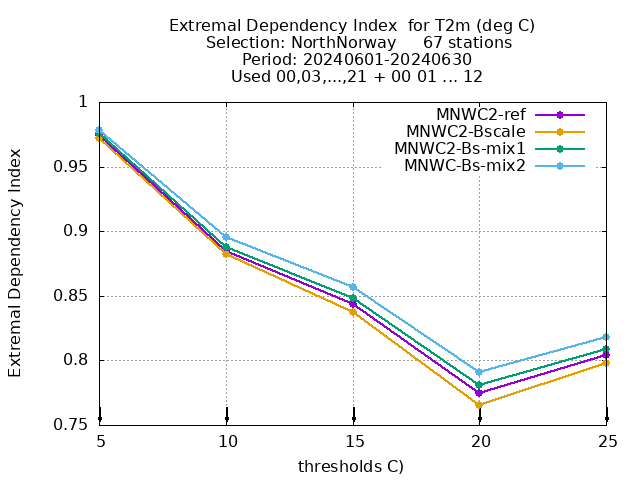 Extremal Dependency Index  for T2m (deg C)
Selection: NorthNorway     67 stations
Period: 20240601-20240630
Used 00,03,...,21 + 00 01 ... 12
MNWC2-ref
MNWC2-Bscale
MNWC2-Bs-mix1
MNWC-Bs-mix2
Extremal Dependency Index
1
0.95
0.9
0.85
0.8
0.75
5 10 15 20 25
thresholds C)